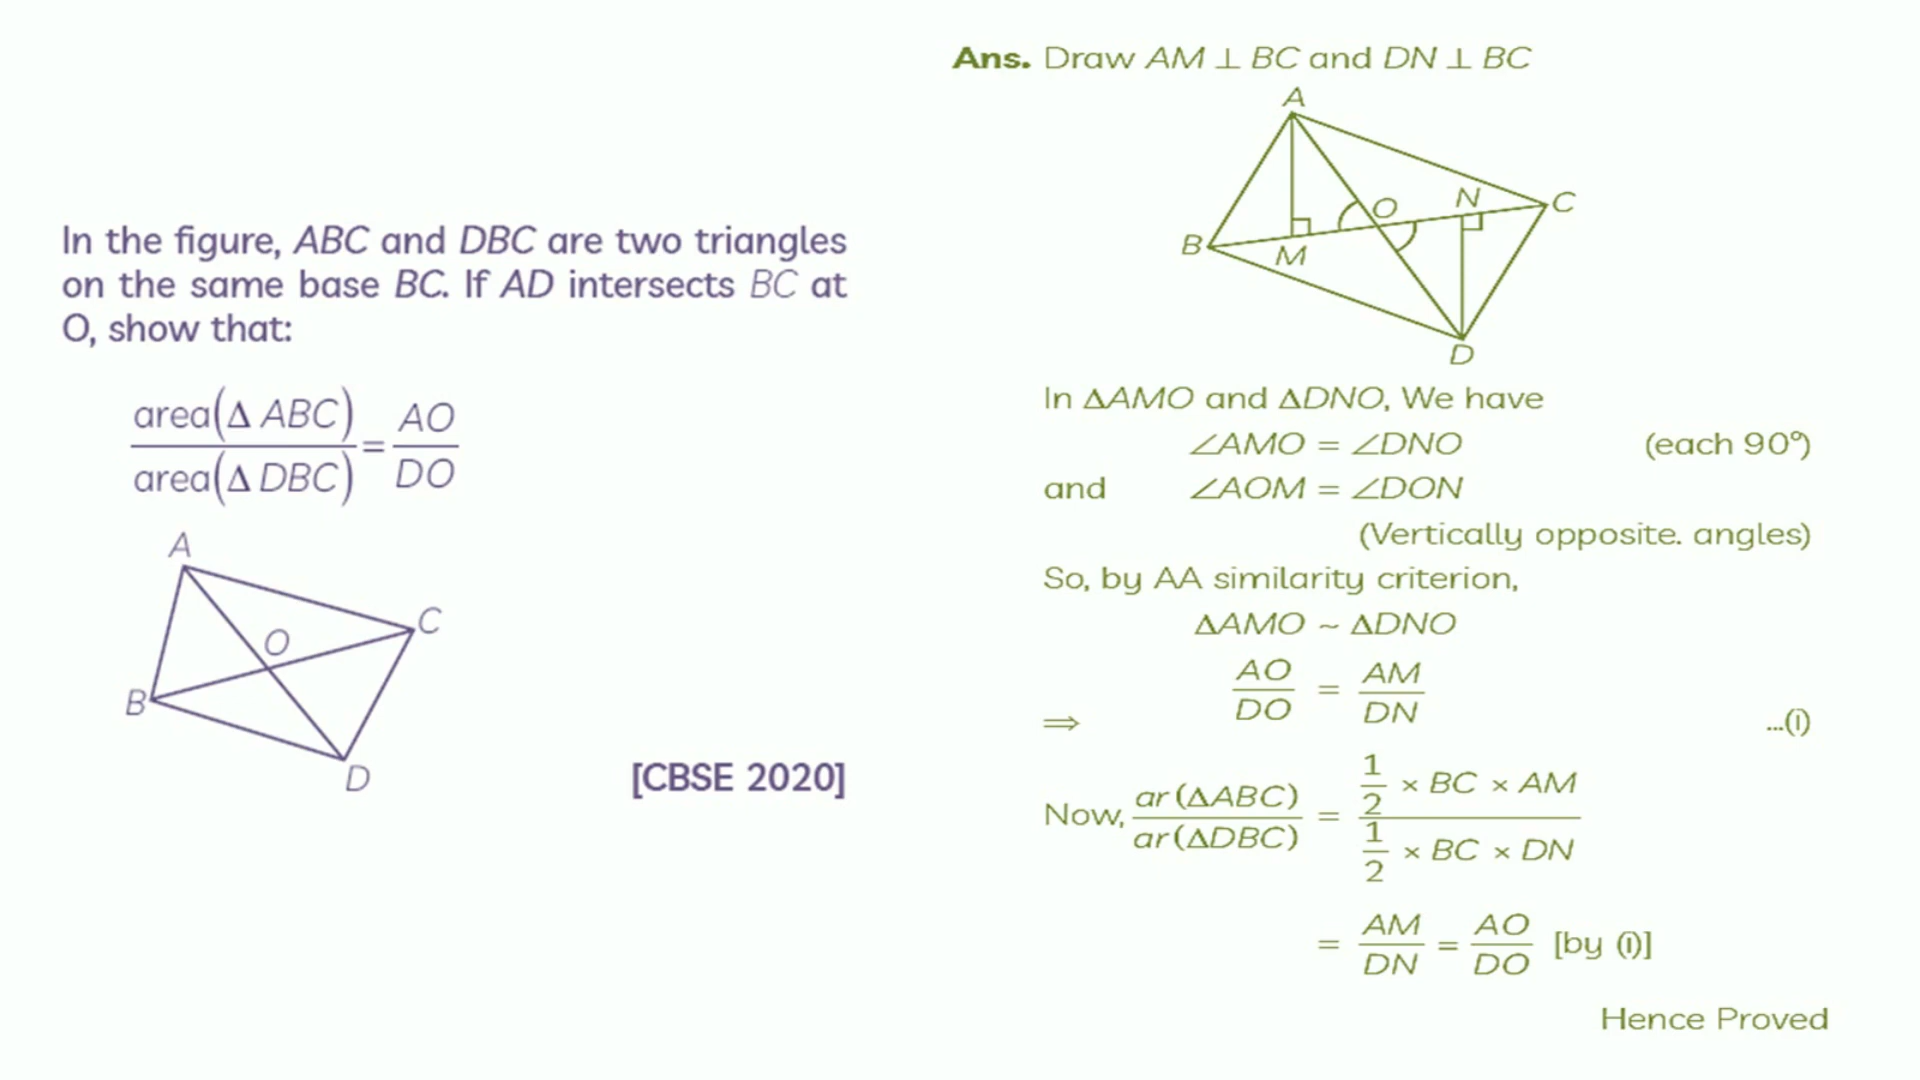 In the figure, ABC and DBC are two triangles
on the same base BC. If AD intersects BC at
O, show that:
area(Δ ABC)/area(Δ DBC) = AO/DO
A
C
O
B
D
[CBSE 2020]
Ans. Draw AM ⊥ BC and DN ⊥ BC
A
N
C
O
B
M
D
In ΔAMO and ΔDNO, We have
∠AMO = ∠DNO (each 90°)
and ∠AOM = ∠DON
(Vertically opposite. angles)
So, by AA similarity criterion,
ΔAMO ~ ΔDNO
⇒ AO/DO = AM/DN ...(i)
Now, ar(ΔABC)/ar(ΔDBC) = (1/2 × BC × AM)/(1/2 × BC × DN)
= AM/DN = AO/DO [by (i)]
Hence Proved